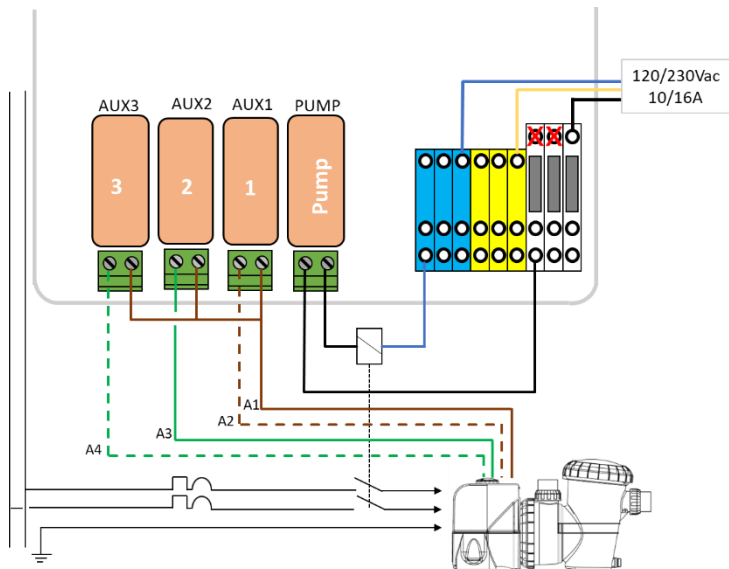 120/230Vac
10/16A
AUX3 AUX2 AUX1 PUMP
3 2 1 Pump
A1
A2
A3
A4